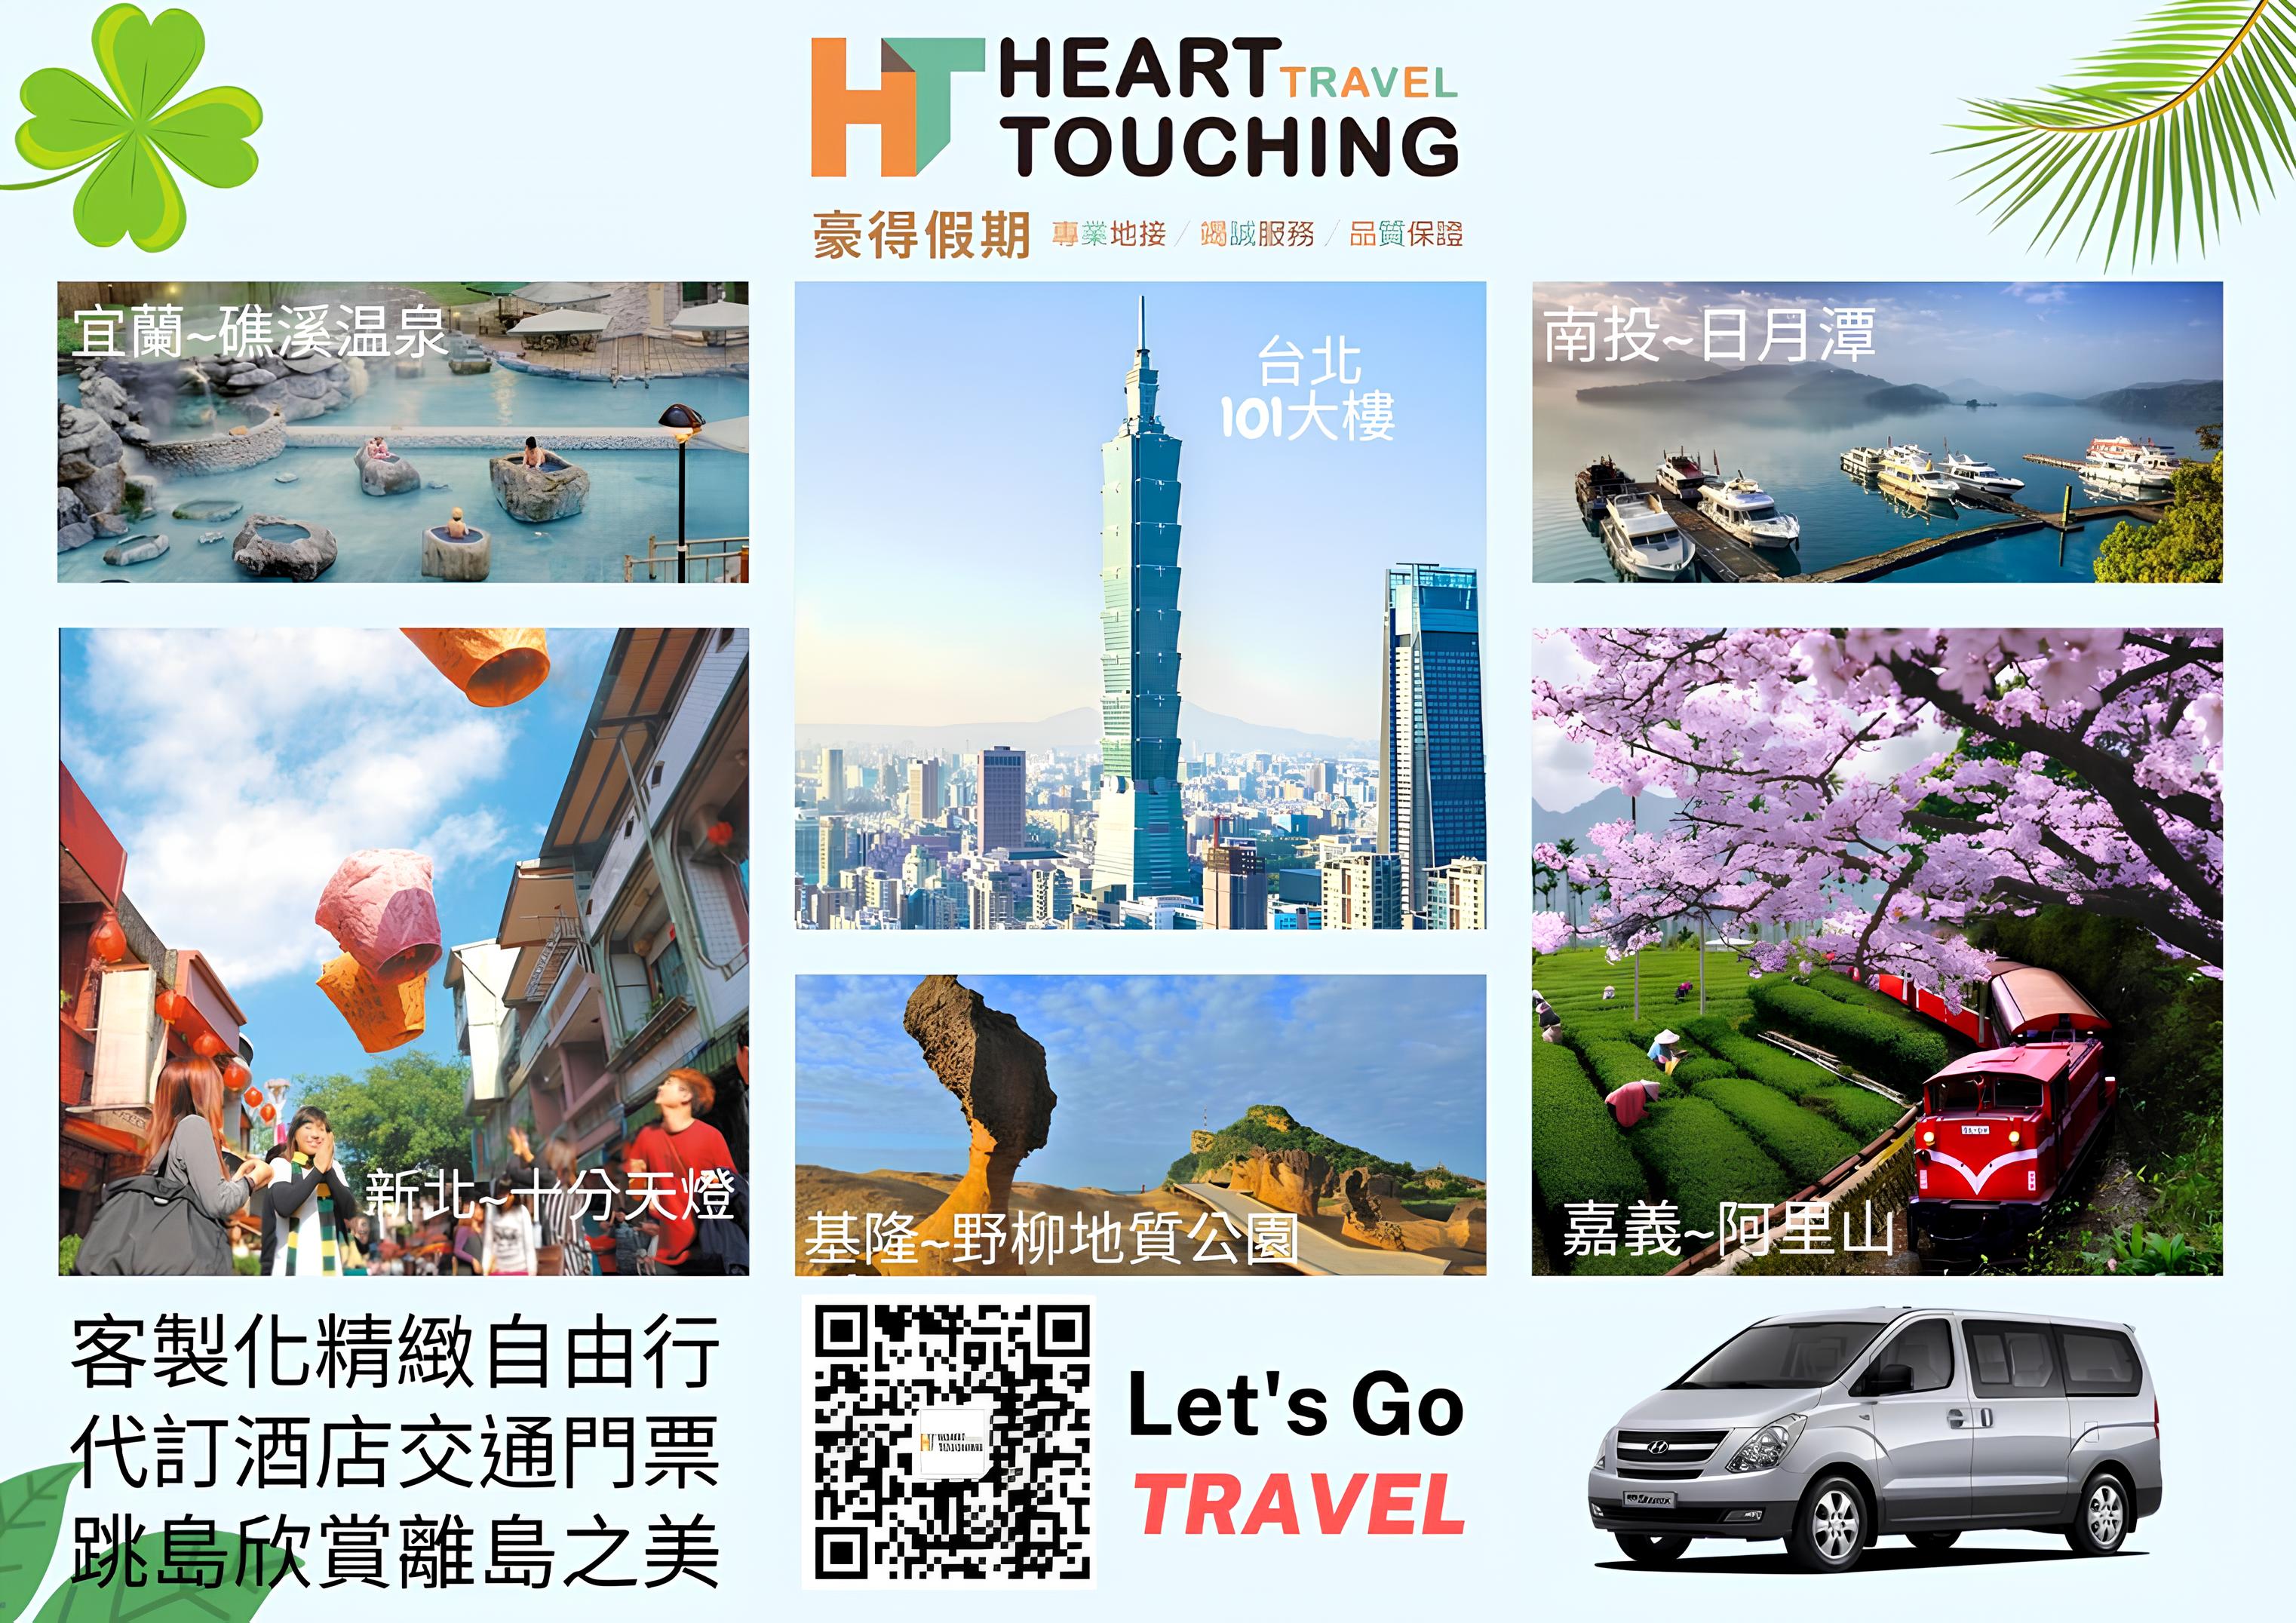 HEART TRAVEL
TOUCHING
豪得假期 專業地接 / 竭誠服務 / 品質保證
宜蘭~礁溪温泉
台北
101大樓
南投~日月潭
新北~十分天燈
基隆~野柳地質公園
嘉義~阿里山
客製化精緻自由行
代訂酒店交通門票
跳島欣賞離島之美
Let's Go
TRAVEL